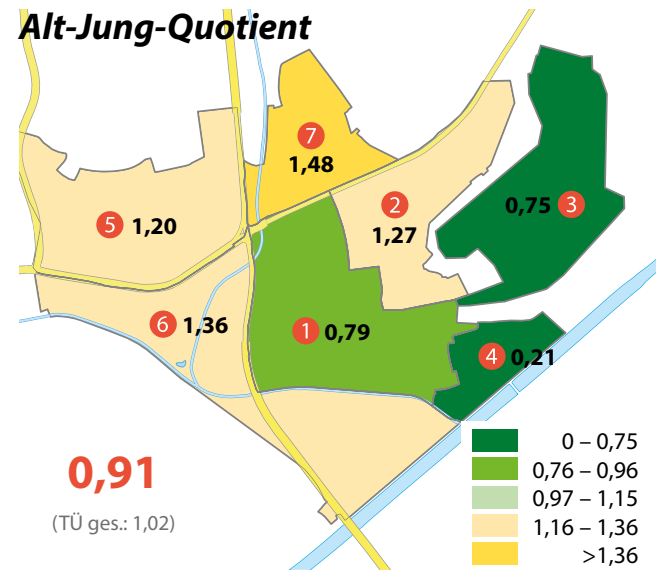 Alt-Jung-Quotient
7
1,48
2
1,27
0,75 3
5 1,20
6 1,36
1 0,79
4 0,21
0,91
(TÜ ges.: 1,02)
0 – 0,75
0,76 – 0,96
0,97 – 1,15
1,16 – 1,36
>1,36